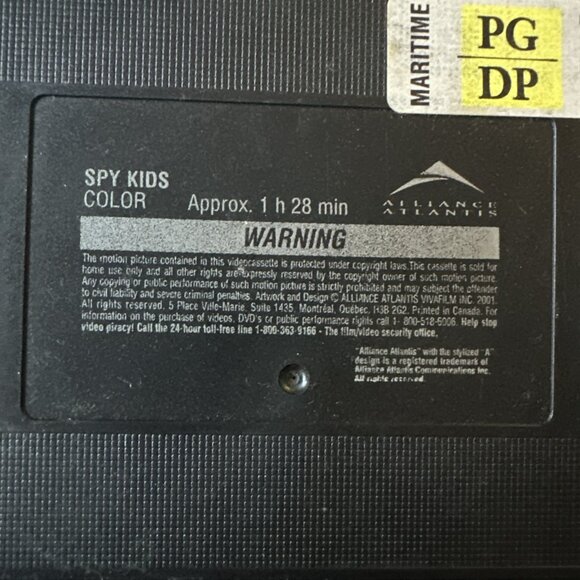 MARITIME
PG
DP
SPY KIDS
COLOR Approx. 1 h 28 min
ALLIANCE
ATLANTIS
WARNING
The motion picture contained in this videocassette is protected under copyright laws. This cassette is sold for
home use only and all other rights are expressly reserved by the copyright owner of such motion picture.
Any copying or public performance of such motion picture is strictly prohibited and may subject the offender
to civil liability and severe criminal penalties. Artwork and Design © ALLIANCE ATLANTIS VIVAFILM INC. 2001.
All rights reserved. 5 Place Ville-Marie, Suite 1435, Montréal, Québec, H3B 2G2. Printed in Canada. For
information on the purchase of videos, DVD's or public performance rights call 1- 800-518-6006. Help stop
video piracy! Call the 24-hour toll-free line 1-800-363-9166 - The film/video security office.
"Alliance Atlantis" with the stylized "A"
design is a registered trademark of
Alliance Atlantis Communications Inc.
All rights reserved.